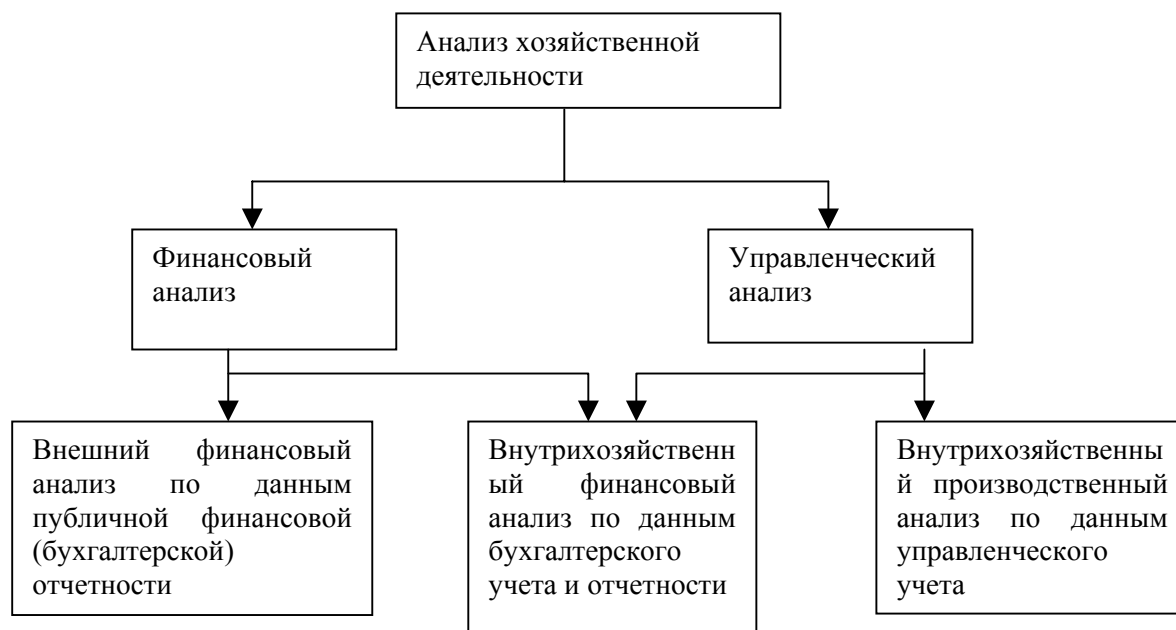 Анализ хозяйственной
деятельности
Финансовый
анализ
Управленческий
анализ
Внешний финансовый
анализ по данным
публичной финансовой
(бухгалтерской)
отчетности
Внутрихозяйственн
ый финансовый
анализ по данным
бухгалтерского
учета и отчетности
Внутрихозяйственны
й производственный
анализ по данным
управленческого
учета